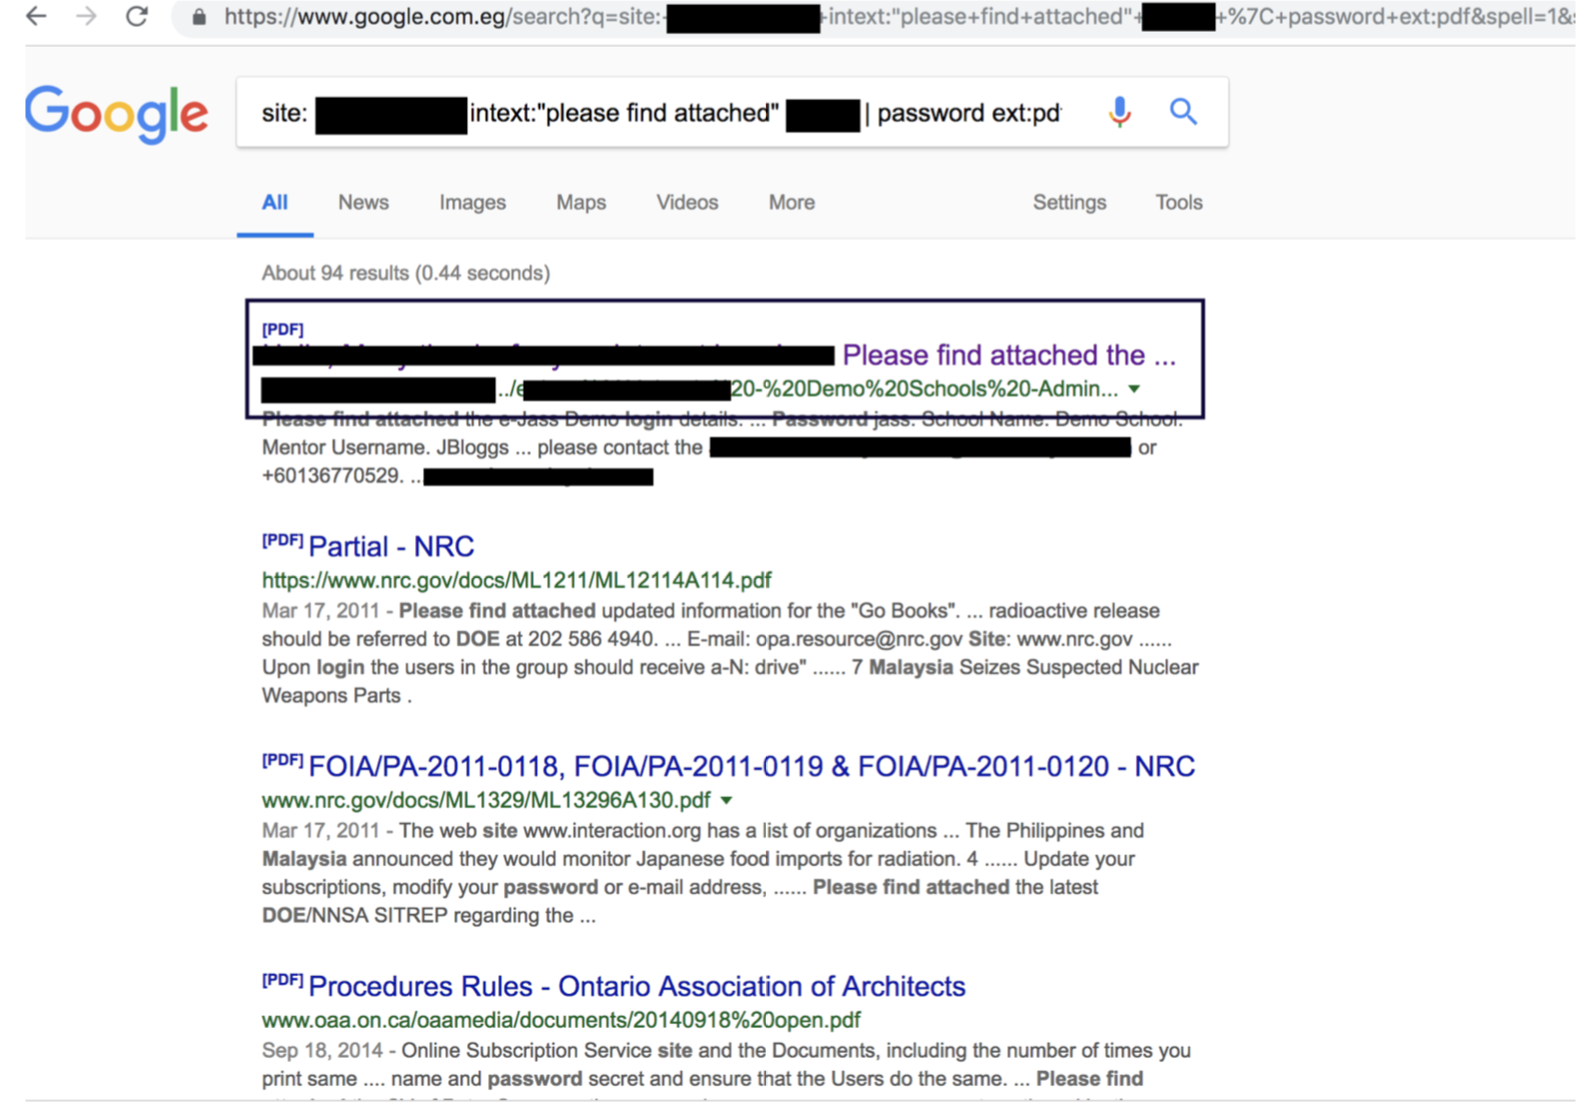 https://www.google.com.eg/search?q=site: +intext:"please+find+attached"+ +%7C+password+ext:pdf&spell=1&
Google
site: intext:"please find attached" | password ext:pd
All News Images Maps Videos More Settings Tools
About 94 results (0.44 seconds)
[PDF]
Please find attached the ...
../e 20-%20Demo%20Schools%20-Admin...
Please find attached the e-Jass Demo login details. ... Password jass. School Name. Demo School.
Mentor Username. JBloggs ... please contact the or
+60136770529. ..
[PDF] Partial - NRC
https://www.nrc.gov/docs/ML1211/ML12114A114.pdf
Mar 17, 2011 - Please find attached updated information for the "Go Books". ... radioactive release
should be referred to DOE at 202 586 4940. ... E-mail: opa.resource@nrc.gov Site: www.nrc.gov ......
Upon login the users in the group should receive a-N: drive" ...... 7 Malaysia Seizes Suspected Nuclear
Weapons Parts .
[PDF] FOIA/PA-2011-0118, FOIA/PA-2011-0119 & FOIA/PA-2011-0120 - NRC
www.nrc.gov/docs/ML1329/ML13296A130.pdf
Mar 17, 2011 - The web site www.interaction.org has a list of organizations ... The Philippines and
Malaysia announced they would monitor Japanese food imports for radiation. 4 ...... Update your
subscriptions, modify your password or e-mail address, ...... Please find attached the latest
DOE/NNSA SITREP regarding the ...
[PDF] Procedures Rules - Ontario Association of Architects
www.oaa.on.ca/oaamedia/documents/20140918%20open.pdf
Sep 18, 2014 - Online Subscription Service site and the Documents, including the number of times you
print same .... name and password secret and ensure that the Users do the same. ... Please find